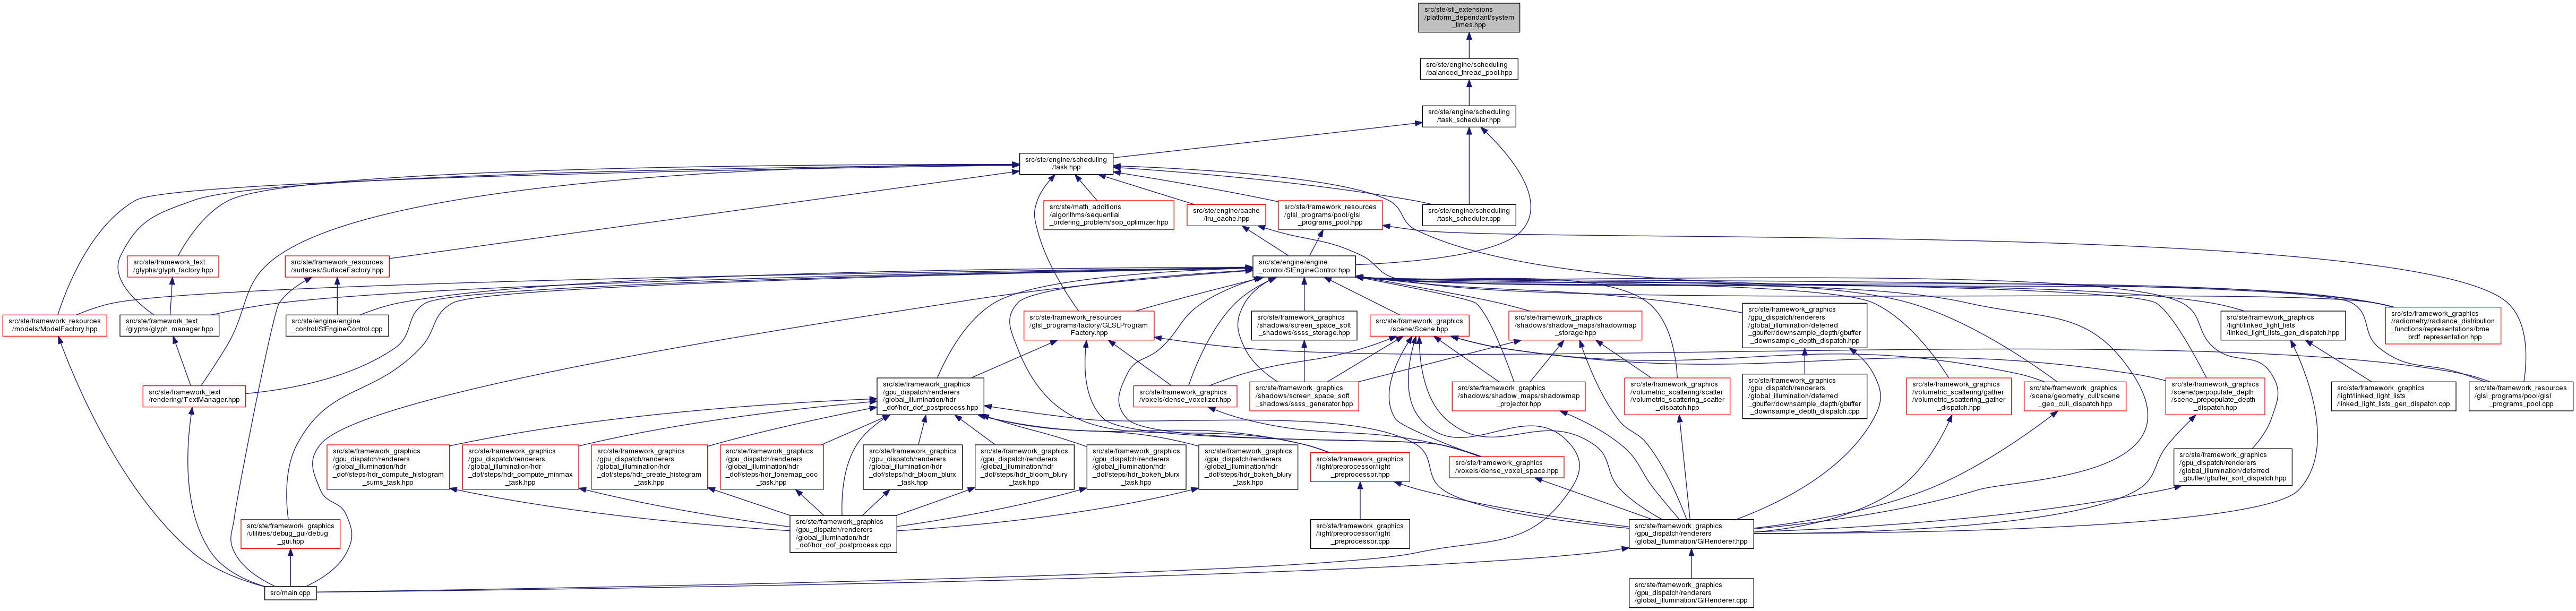 src/ste/stl_extensions
/platform_dependant/system
_times.hpp
src/ste/engine/scheduling
/balanced_thread_pool.hpp
src/ste/engine/scheduling
/task_scheduler.hpp
src/ste/engine/scheduling
/task.hpp
src/ste/math_additions
/algorithms/sequential
_ordering_problem/sop_optimizer.hpp
src/ste/engine/cache
/lru_cache.hpp
src/ste/framework_resources
/glsl_programs/pool/glsl
_programs_pool.hpp
src/ste/engine/scheduling
/task_scheduler.cpp
src/ste/framework_text
/glyphs/glyph_factory.hpp
src/ste/framework_resources
/surfaces/SurfaceFactory.hpp
src/ste/engine/engine
_control/StEngineControl.hpp
src/ste/framework_resources
/models/ModelFactory.hpp
src/ste/framework_text
/glyphs/glyph_manager.hpp
src/ste/engine/engine
_control/StEngineControl.cpp
src/ste/framework_resources
/glsl_programs/factory/GLSLProgram
Factory.hpp
src/ste/framework_graphics
/shadows/screen_space_soft
_shadows/ssss_storage.hpp
src/ste/framework_graphics
/scene/Scene.hpp
src/ste/framework_graphics
/shadows/shadow_maps/shadowmap
_storage.hpp
src/ste/framework_graphics
/gpu_dispatch/renderers
/global_illumination/deferred
_gbuffer/downsample_depth/gbuffer
_downsample_depth_dispatch.hpp
src/ste/framework_graphics
/light/linked_light_lists
/linked_light_lists_gen_dispatch.hpp
src/ste/framework_graphics
/radiometry/radiance_distribution
_functions/representations/bme
_brdf_representation.hpp
src/ste/framework_text
/rendering/TextManager.hpp
src/ste/framework_graphics
/gpu_dispatch/renderers
/global_illumination/hdr
_dof/hdr_dof_postprocess.hpp
src/ste/framework_graphics
/voxels/dense_voxelizer.hpp
src/ste/framework_graphics
/shadows/screen_space_soft
_shadows/ssss_generator.hpp
src/ste/framework_graphics
/shadows/shadow_maps/shadowmap
_projector.hpp
src/ste/framework_graphics
/volumetric_scattering/scatter
/volumetric_scattering_scatter
_dispatch.hpp
src/ste/framework_graphics
/gpu_dispatch/renderers
/global_illumination/deferred
_gbuffer/downsample_depth/gbuffer
_downsample_depth_dispatch.cpp
src/ste/framework_graphics
/volumetric_scattering/gather
/volumetric_scattering_gather
_dispatch.hpp
src/ste/framework_graphics
/scene/geometry_cull/scene
_geo_cull_dispatch.hpp
src/ste/framework_graphics
/scene/perpopulate_depth
/scene_prepopulate_depth
_dispatch.hpp
src/ste/framework_graphics
/light/linked_light_lists
/linked_light_lists_gen_dispatch.cpp
src/ste/framework_resources
/glsl_programs/pool/glsl
_programs_pool.cpp
src/ste/framework_graphics
/gpu_dispatch/renderers
/global_illumination/hdr
_dof/steps/hdr_compute_histogram
_sums_task.hpp
src/ste/framework_graphics
/gpu_dispatch/renderers
/global_illumination/hdr
_dof/steps/hdr_compute_minmax
_task.hpp
src/ste/framework_graphics
/gpu_dispatch/renderers
/global_illumination/hdr
_dof/steps/hdr_create_histogram
_task.hpp
src/ste/framework_graphics
/gpu_dispatch/renderers
/global_illumination/hdr
_dof/steps/hdr_tonemap_coc
_task.hpp
src/ste/framework_graphics
/gpu_dispatch/renderers
/global_illumination/hdr
_dof/steps/hdr_bloom_blurx
_task.hpp
src/ste/framework_graphics
/gpu_dispatch/renderers
/global_illumination/hdr
_dof/steps/hdr_bloom_blury
_task.hpp
src/ste/framework_graphics
/gpu_dispatch/renderers
/global_illumination/hdr
_dof/steps/hdr_bokeh_blurx
_task.hpp
src/ste/framework_graphics
/gpu_dispatch/renderers
/global_illumination/hdr
_dof/steps/hdr_bokeh_blury
_task.hpp
src/ste/framework_graphics
/light/preprocessor/light
_preprocessor.hpp
src/ste/framework_graphics
/voxels/dense_voxel_space.hpp
src/ste/framework_graphics
/gpu_dispatch/renderers
/global_illumination/deferred
_gbuffer/gbuffer_sort_dispatch.hpp
src/ste/framework_graphics
/utilities/debug_gui/debug
_gui.hpp
src/ste/framework_graphics
/gpu_dispatch/renderers
/global_illumination/hdr
_dof/hdr_dof_postprocess.cpp
src/ste/framework_graphics
/light/preprocessor/light
_preprocessor.cpp
src/ste/framework_graphics
/gpu_dispatch/renderers
/global_illumination/GIRenderer.hpp
src/main.cpp
src/ste/framework_graphics
/gpu_dispatch/renderers
/global_illumination/GIRenderer.cpp